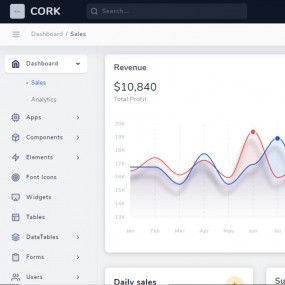 CORK
Search...
Dashboard / Sales
Dashboard
Sales
Analytics
Apps
Components
Elements
Font Icons
Widgets
Tables
DataTables
Forms
Users
Revenue
$10,840
Total Profit
20K
19K
18K
17K
16K
15K
14K
13K
Jan Feb Mar Apr May Jun Jul
Daily sales
Su